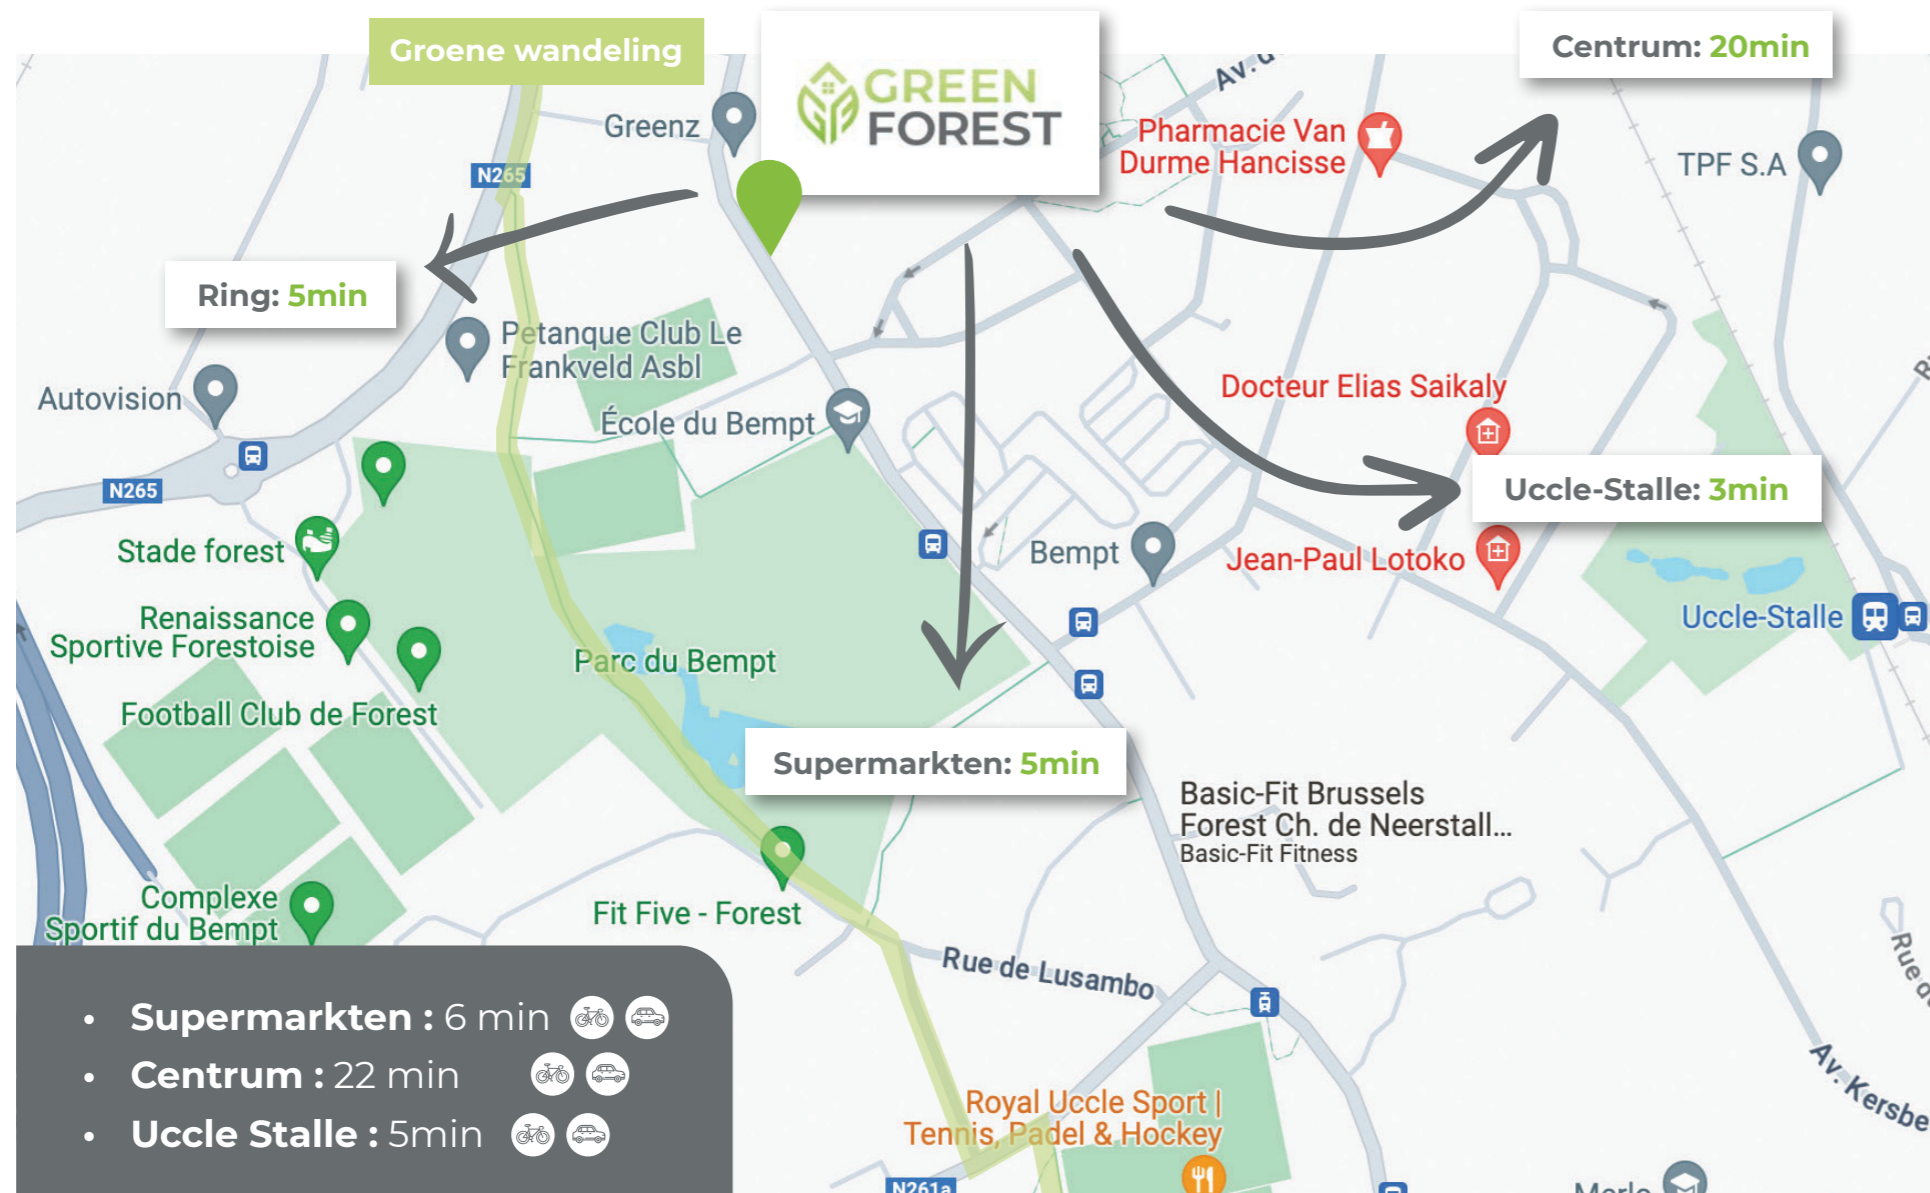 Groene wandeling
GREEN
FOREST
Centrum: 20min
Greenz
Pharmacie Van
Durme Hancisse
TPF S.A
N265
Ring: 5min
Petanque Club Le
Frankveld Asbl
Autovision
Docteur Elias Saikaly
École du Bempt
N265
Uccle-Stalle: 3min
Stade forest
Bempt
Jean-Paul Lotoko
Renaissance
Sportive Forestoise
Uccle-Stalle
Parc du Bempt
Football Club de Forest
Supermarkten: 5min
Basic-Fit Brussels
Forest Ch. de Neerstall...
Basic-Fit Fitness
Complexe
Sportif du Bempt
Fit Five - Forest
Rue de Lusambo
• Supermarkten : 6 min
• Centrum : 22 min
• Uccle Stalle : 5min
Av. Kersbe
Royal Uccle Sport |
Tennis, Padel & Hockey
N261a